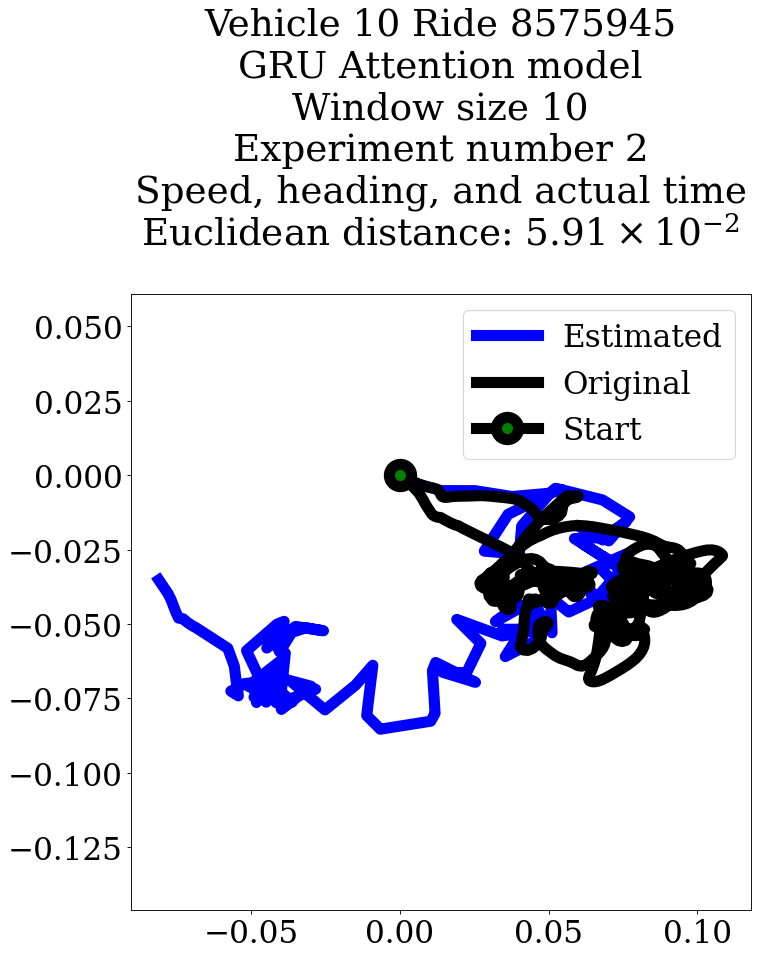 Vehicle 10 Ride 8575945
GRU Attention model
Window size 10
Experiment number 2
Speed, heading, and actual time
Euclidean distance: 5.91 × 10⁻²
Estimated
Original
Start
0.050
0.025
0.000
−0.025
−0.050
−0.075
−0.100
−0.125
−0.05
0.00
0.05
0.10